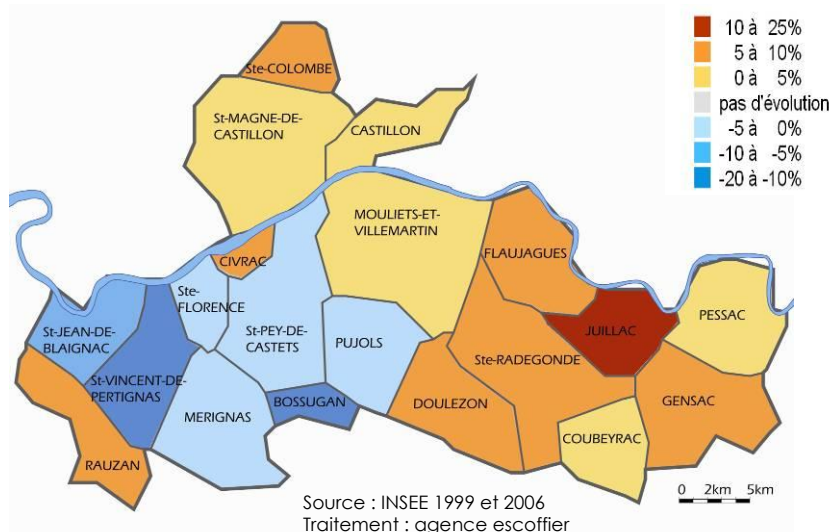 10 à 25%
5 à 10%
0 à 5%
pas d'évolution
-5 à 0%
-10 à -5%
-20 à -10%
Ste-COLOMBE
St-MAGNE-DE-
CASTILLON
CASTILLON
MOULIETS-ET-
VILLEMARTIN
FLAUJAGUES
CIVRAC
Ste-
FLORENCE
St-JEAN-DE-
BLAIGNAC
St-PEY-DE-
CASTETS
PUJOLS
JUILLAC
PESSAC
Ste-RADEGONDE
St-VINCENT-DE-
PERTIGNAS
MERIGNAS
BOSSUGAN
DOULEZON
GENSAC
COUBEYRAC
RAUZAN
0 2km 5km
Source : INSEE 1999 et 2006
Traitement : agence escoffier